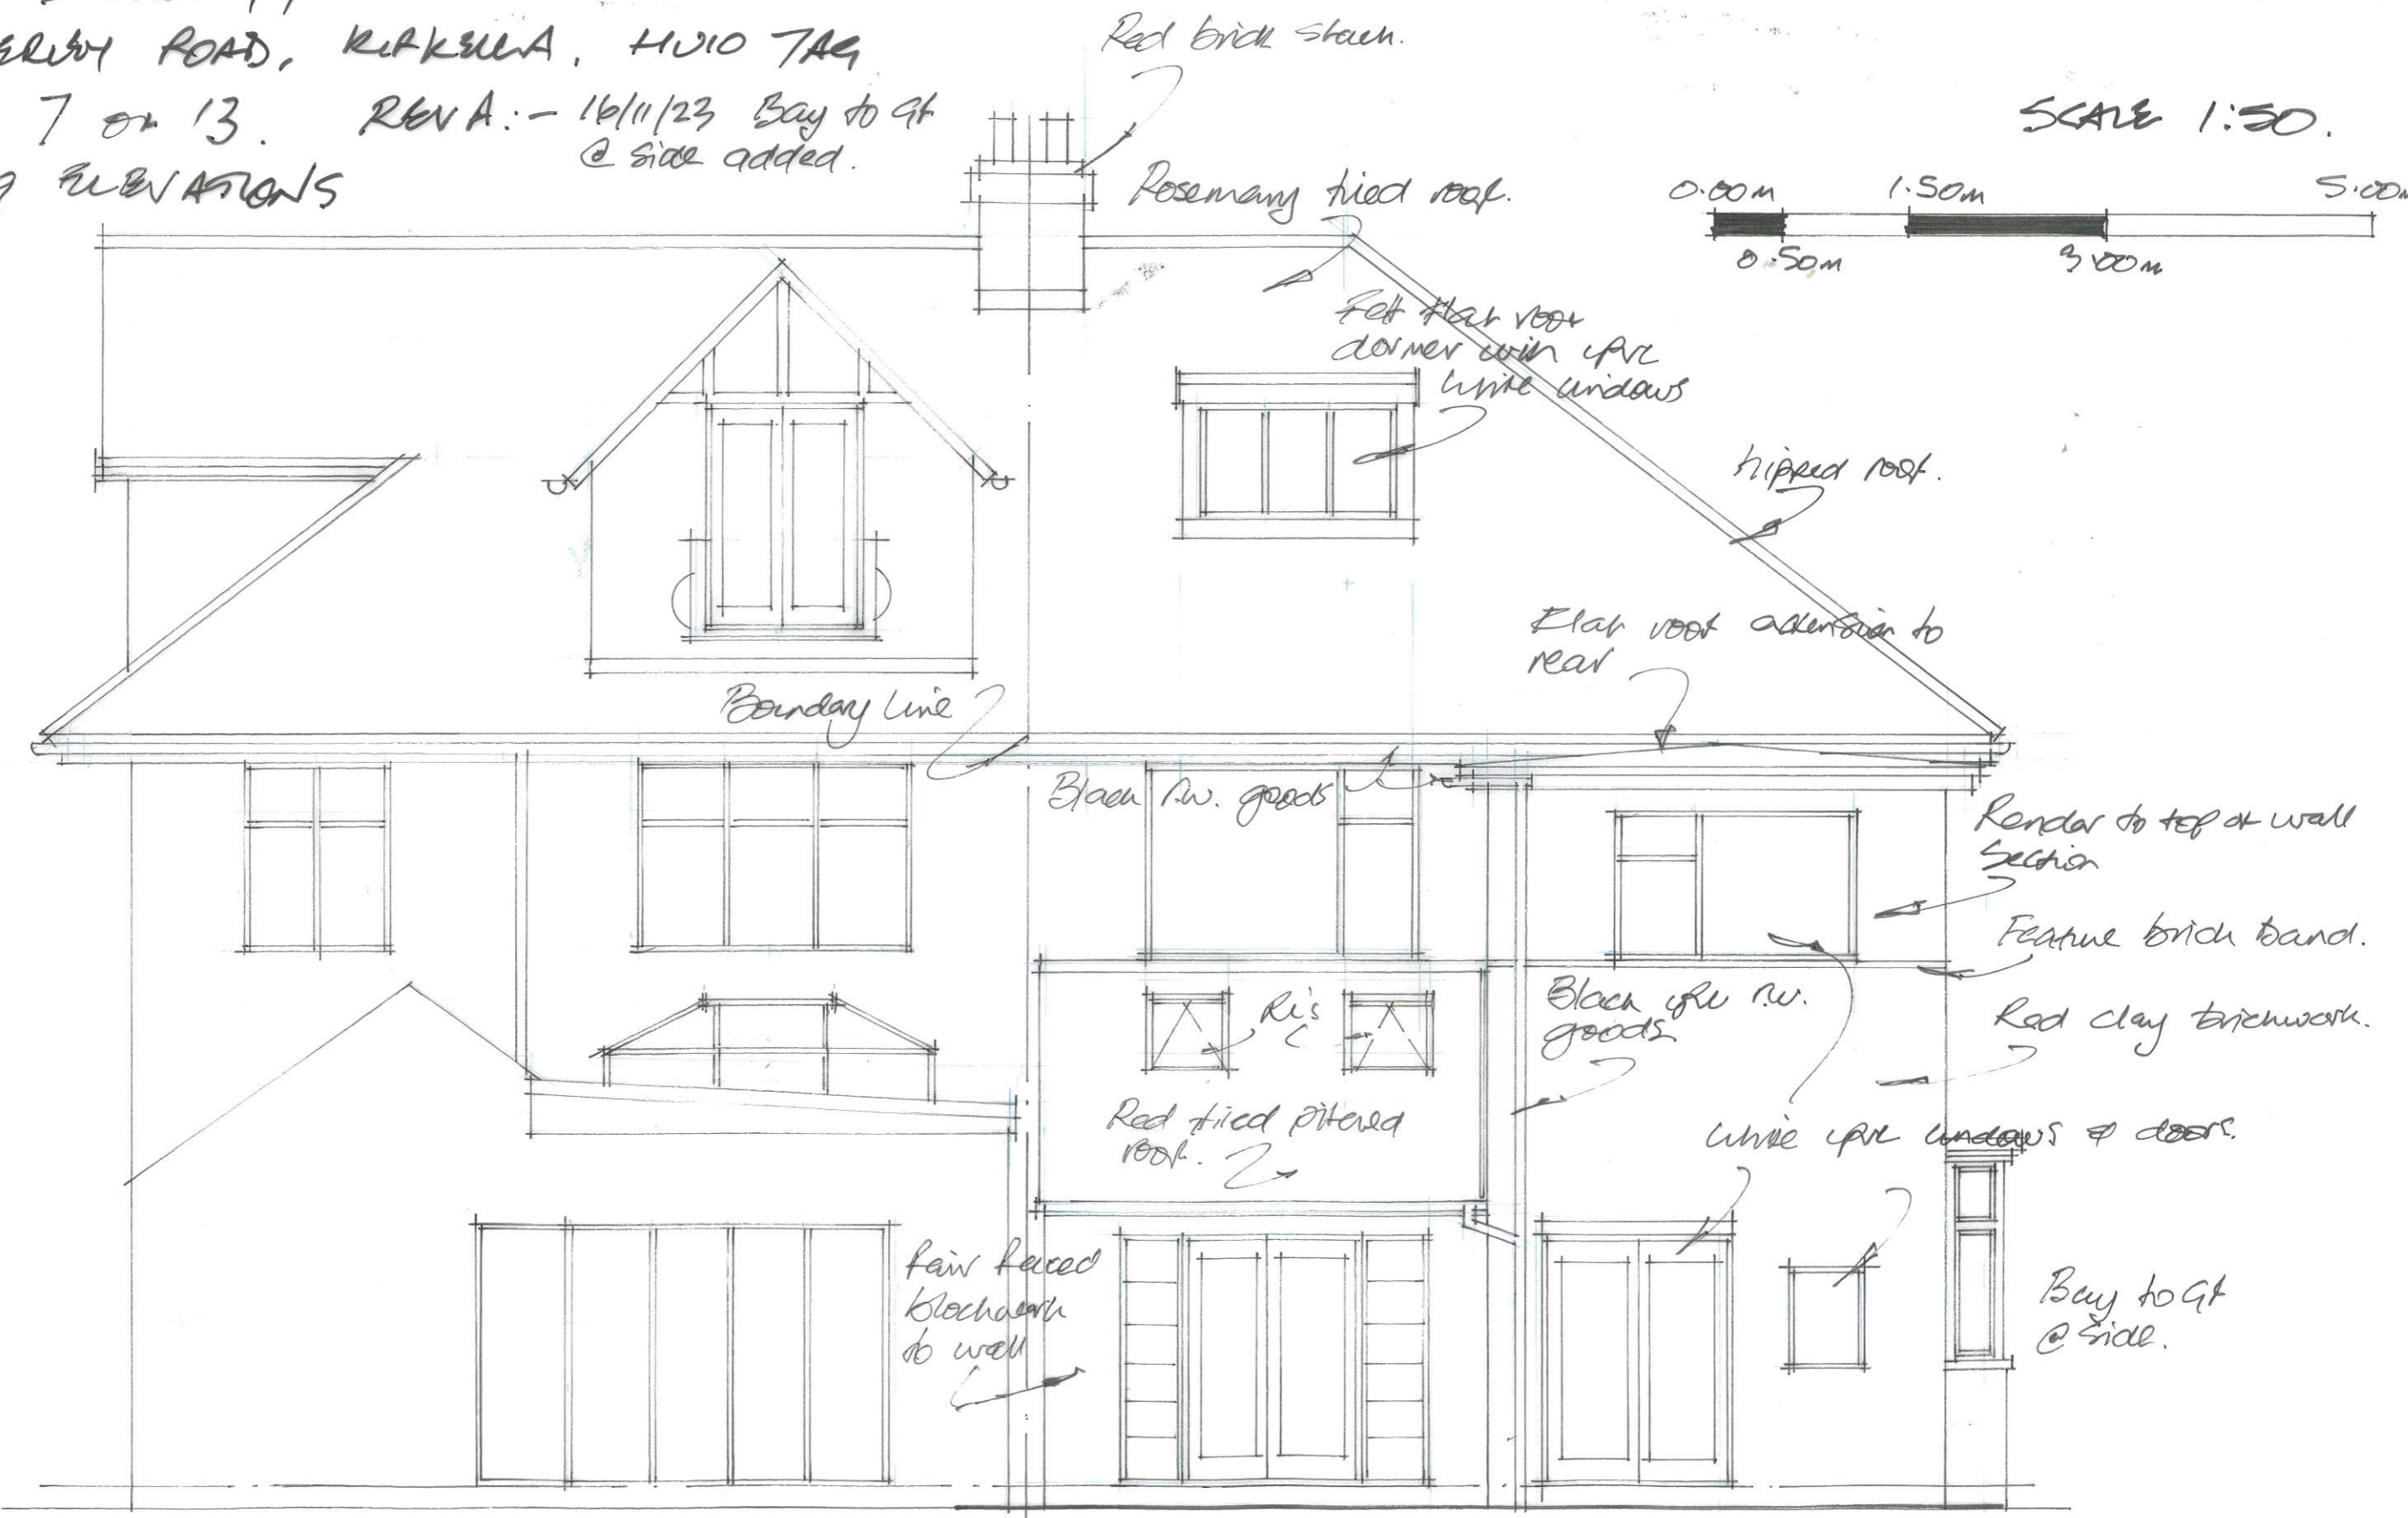 ERLEY ROAD, KIRKELLA. HU10 7AG
7 OF 13. REV A:- 16/11/23 Bay to GF
@ side added.
ELEVATIONS
Red brick stack.
SCALE 1:50.
Rosemary tiled roof.
0.00m 1.50m 5.00m
0.50m 3.00m
Felt flat roof
dormer with uPVC
white windows
hipped roof.
Flat roof extension to
rear
Boundary line
Black r.w. goods
Render to top of wall
section
Feature brick band.
Black uPVC r.w.
goods
RL's
Red clay brickwork.
Red tiled pitched
roof.
White uPVC windows & doors.
Fair faced
blockwork
to wall
Bay to GF
@ side.